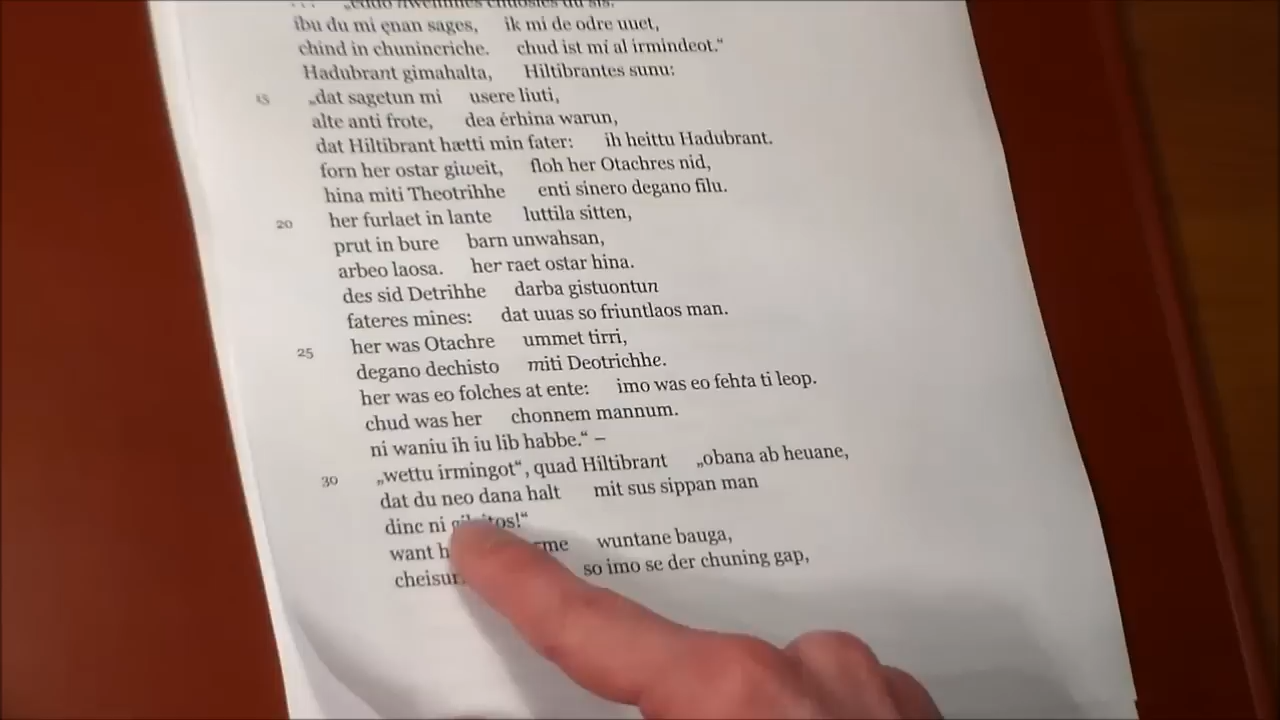 ... „eddo
ibu du mi ęnan sages, ik mi de odre uuet,
chind in chunincriche. chud ist mi al irmindeot.“
Hadubrant gimahalta, Hiltibrantes sunu:
15 „dat sagetun mi usere liuti,
alte anti frote, dea érhina warun,
dat Hiltibrant hætti min fater: ih heittu Hadubrant.
forn her ostar giweit, floh her Otachres nid,
hina miti Theotrihhe enti sinero degano filu.
20 her furlaet in lante luttila sitten,
prut in bure barn unwahsan,
arbeo laosa. her raet ostar hina.
des sid Detrihhe darba gistuontun
fateres mines: dat uuas so friuntlaos man.
25 her was Otachre ummet tirri,
degano dechisto miti Deotrichhe.
her was eo folches at ente: imo was eo fehta ti leop.
chud was her chonnem mannum.
ni waniu ih iu lib habbe.“ –
30 „wettu irmingot“, quad Hiltibrant „obana ab heuane,
dat du neo dana halt mit sus sippan man
dinc ni
want wuntane bauga,
so imo se der chuning gap,